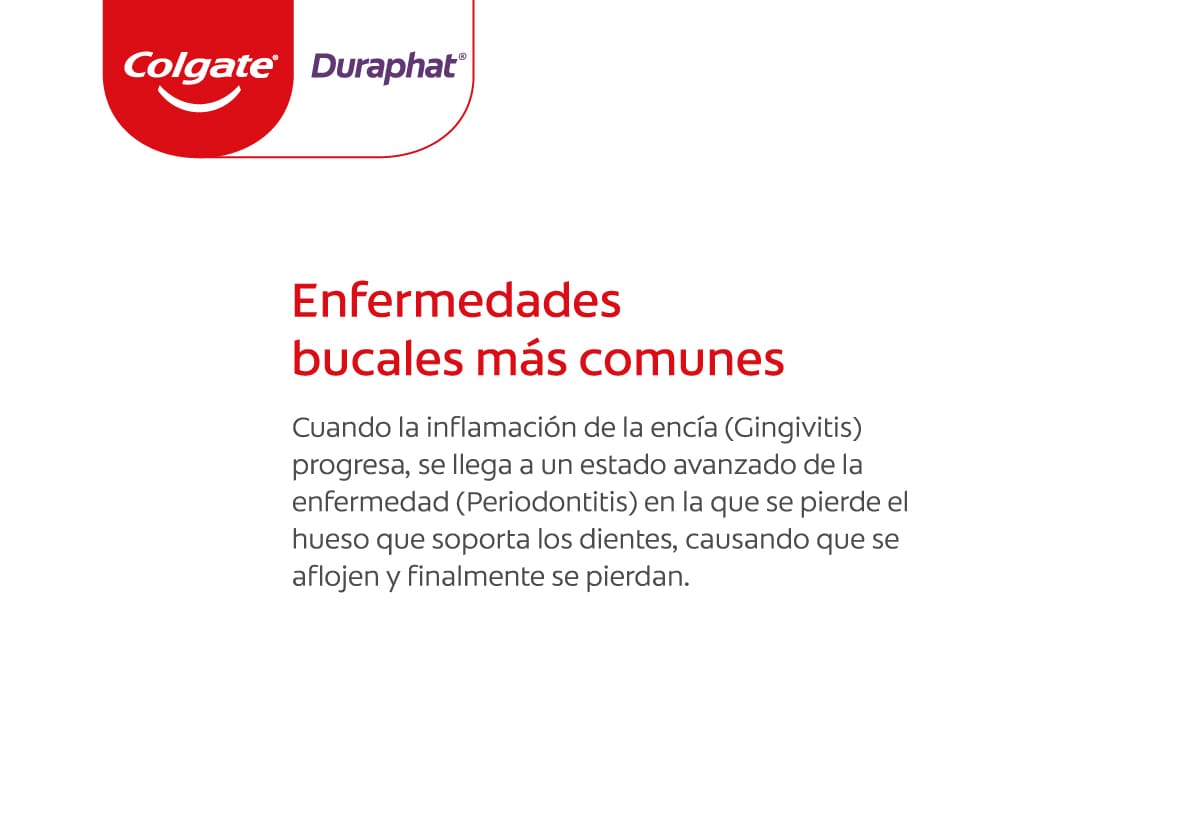 Colgate® Duraphat®
Enfermedades
bucales más comunes
Cuando la inflamación de la encía (Gingivitis)
progresa, se llega a un estado avanzado de la
enfermedad (Periodontitis) en la que se pierde el
hueso que soporta los dientes, causando que se
aflojen y finalmente se pierdan.